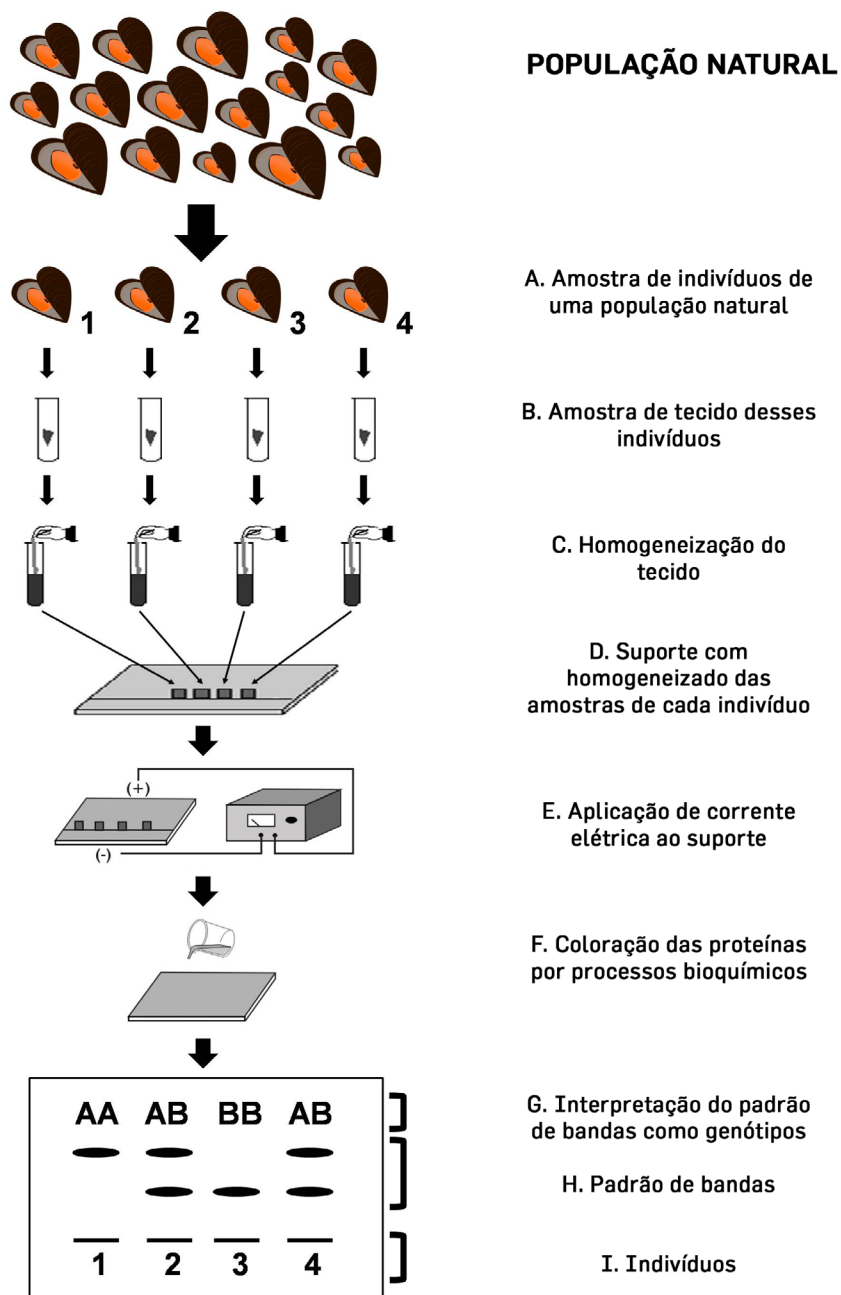 POPULAÇÃO NATURAL
1 2 3 4
A. Amostra de indivíduos de
uma população natural
B. Amostra de tecido desses
indivíduos
C. Homogeneização do
tecido
D. Suporte com
homogeneizado das
amostras de cada indivíduo
(+)
(-)
E. Aplicação de corrente
elétrica ao suporte
F. Coloração das proteínas
por processos bioquímicos
AA AB BB AB
G. Interpretação do padrão
de bandas como genótipos
H. Padrão de bandas
1 2 3 4
I. Indivíduos